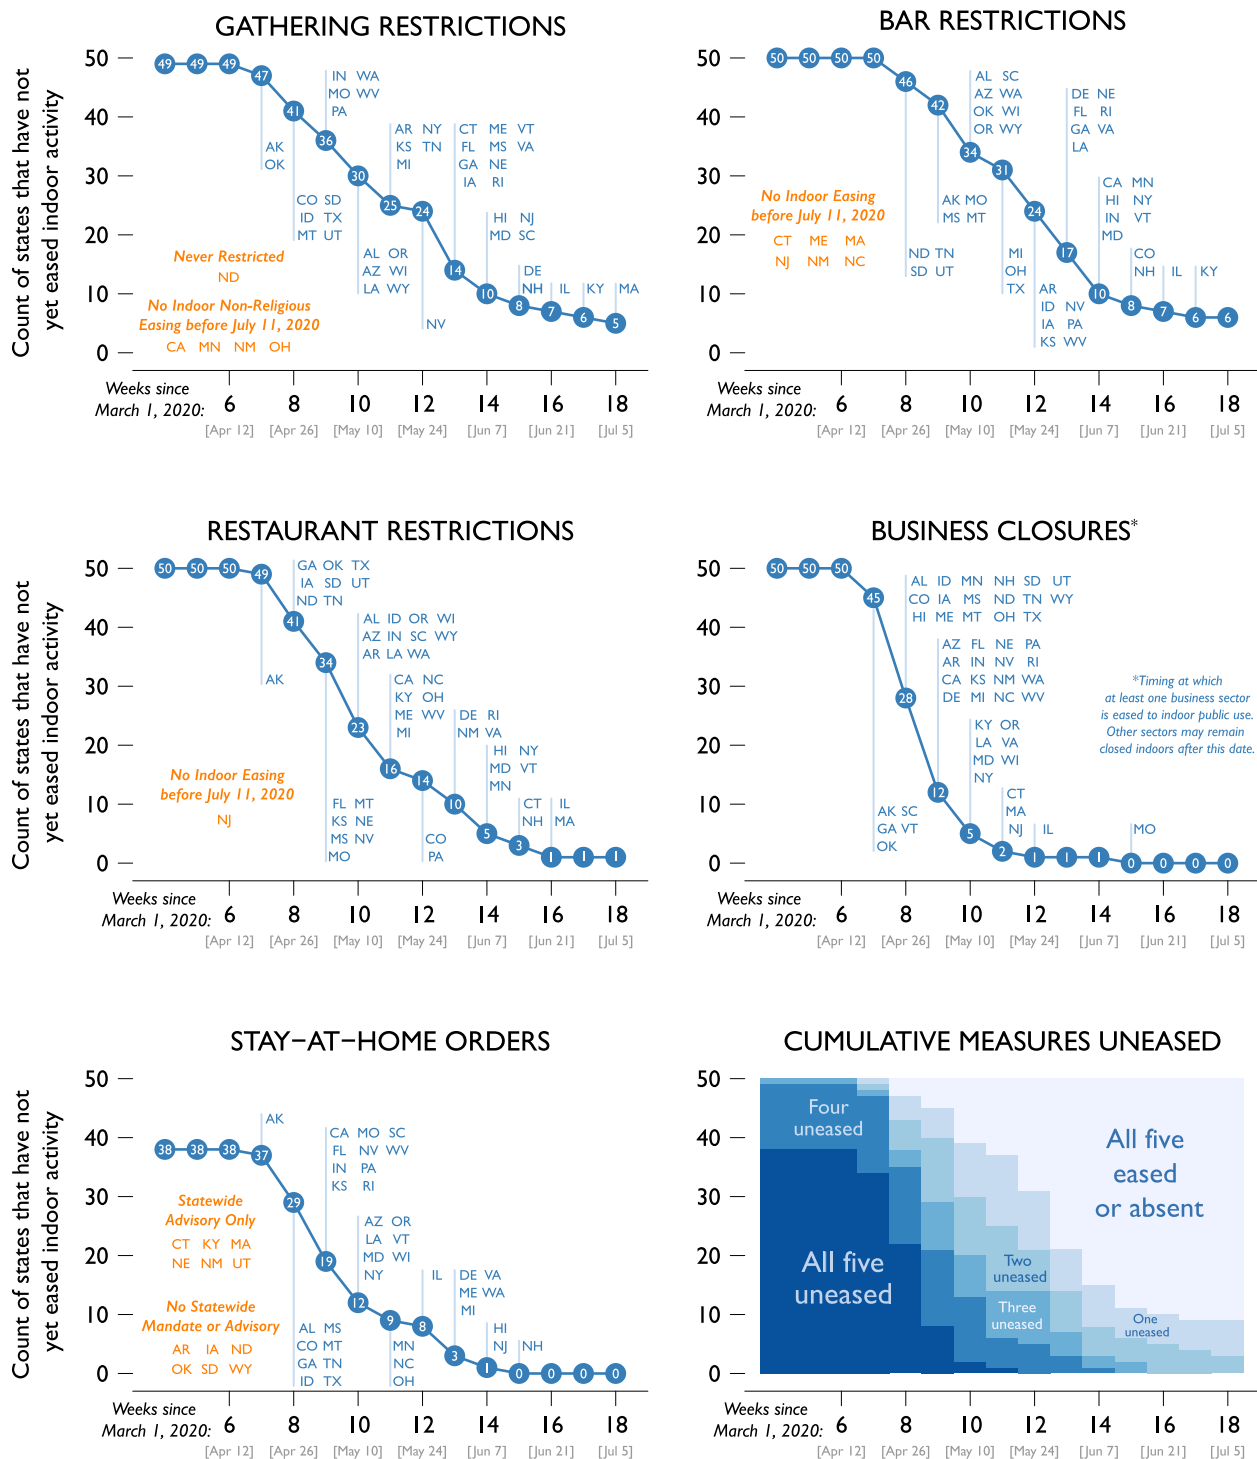 GATHERING RESTRICTIONS
Count of states that have not
yet eased indoor activity
50
40
30
20
10
0
49 49 49 47 41 36 30 25 24 14 10 8 7 6 5
AK
OK
CO SD
ID TX
MT UT
IN WA
MO WV
PA
AL OR
AZ WI
LA WY
AR NY
KS TN
MI
NV
CT ME VT
FL MS VA
GA NE
IA RI
HI NJ
MD SC
DE
NH
IL
KY
MA
Never Restricted
ND
No Indoor Non-Religious
Easing before July 11, 2020
CA MN NM OH
Weeks since
March 1, 2020:
6 8 10 12 14 16 18
[Apr 12] [Apr 26] [May 10] [May 24] [Jun 7] [Jun 21] [Jul 5]
BAR RESTRICTIONS
50
40
30
20
10
0
50 50 50 50 46 42 34 31 24 17 10 8 7 6 6
ND TN
SD UT
AK MO
MS MT
AL SC
AZ WA
OK WI
OR WY
MI
OH
TX
AR
ID NV
IA PA
KS WV
DE NE
FL RI
GA VA
LA
CA MN
HI NY
IN VT
MD
CO
NH
IL
KY
No Indoor Easing
before July 11, 2020
CT ME MA
NJ NM NC
Weeks since
March 1, 2020:
6 8 10 12 14 16 18
[Apr 12] [Apr 26] [May 10] [May 24] [Jun 7] [Jun 21] [Jul 5]
RESTAURANT RESTRICTIONS
Count of states that have not
yet eased indoor activity
50
40
30
20
10
0
50 50 50 49 41 34 23 16 14 10 5 3 1 1 1
AK
GA OK TX
IA SD UT
ND TN
FL MT
KS NE
MS NV
MO
AL ID OR WI
AZ IN SC WY
AR LA WA
CA NC
KY OH
ME WV
MI
CO
PA
DE RI
NM VA
HI NY
MD VT
MN
CT
NH
IL
MA
No Indoor Easing
before July 11, 2020
NJ
Weeks since
March 1, 2020:
6 8 10 12 14 16 18
[Apr 12] [Apr 26] [May 10] [May 24] [Jun 7] [Jun 21] [Jul 5]
BUSINESS CLOSURES*
50
40
30
20
10
0
50 50 50 45 28 12 5 2 1 1 1 0 0 0 0
AK SC
GA VT
OK
AL ID MN NH SD UT
CO IA MS ND TN WY
HI ME MT OH TX
AZ FL NE PA
AR IN NV RI
CA KS NM WA
DE MI NC WV
KY OR
LA VA
MD WI
NY
CT
MA
NJ
IL
MO
*Timing at which
at least one business sector
is eased to indoor public use.
Other sectors may remain
closed indoors after this date.
Weeks since
March 1, 2020:
6 8 10 12 14 16 18
[Apr 12] [Apr 26] [May 10] [May 24] [Jun 7] [Jun 21] [Jul 5]
STAY-AT-HOME ORDERS
Count of states that have not
yet eased indoor activity
50
40
30
20
10
0
38 38 38 37 29 19 12 9 8 3 1 0 0 0 0
AK
AL MS
CO MT
GA TN
ID TX
CA MO SC
FL NV WV
IN PA
KS RI
AZ OR
LA VT
MD WI
NY
MN
NC
OH
IL
DE VA
ME WA
MI
HI
NJ
NH
Statewide
Advisory Only
CT KY MA
NE NM UT
No Statewide
Mandate or Advisory
AR IA ND
OK SD WY
Weeks since
March 1, 2020:
6 8 10 12 14 16 18
[Apr 12] [Apr 26] [May 10] [May 24] [Jun 7] [Jun 21] [Jul 5]
CUMULATIVE MEASURES UNEASED
50
40
30
20
10
0
Four
uneased
All five
uneased
Two
uneased
Three
uneased
One
uneased
All five
eased
or absent
Weeks since
March 1, 2020:
6 8 10 12 14 16 18
[Apr 12] [Apr 26] [May 10] [May 24] [Jun 7] [Jun 21] [Jul 5]